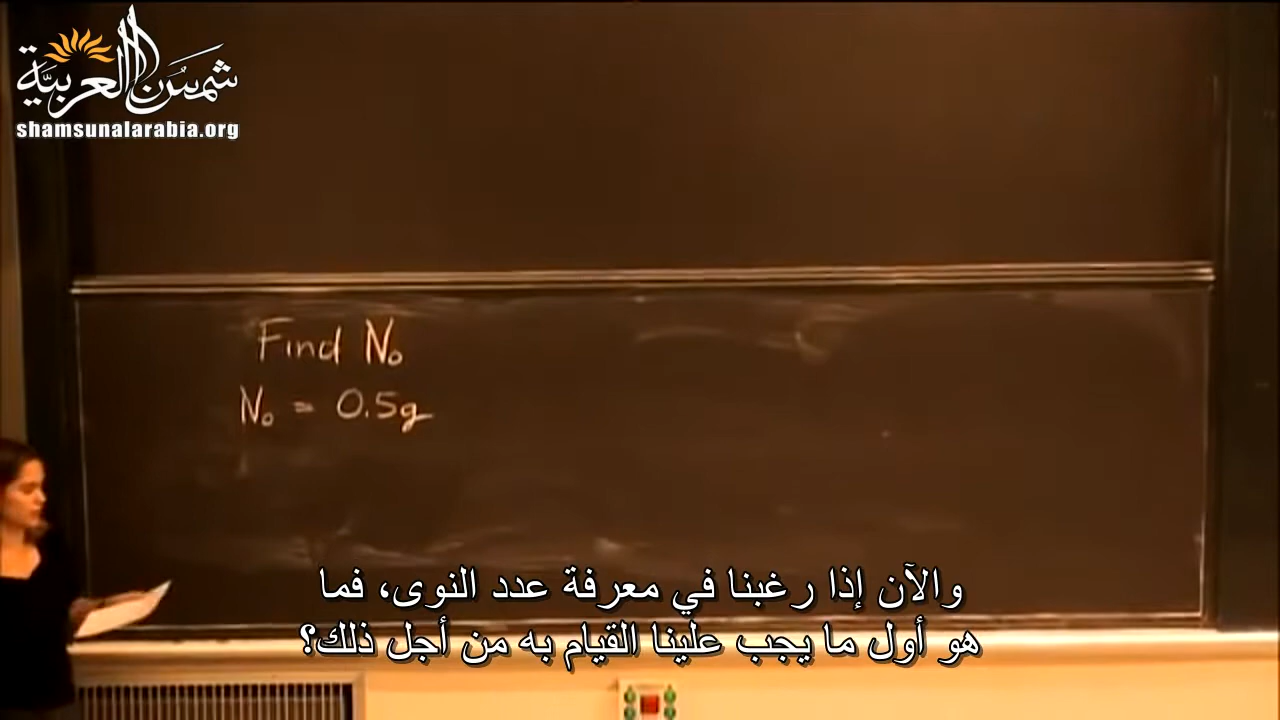 شمس العربية
shamsunalarabia.org
Find N₀
N₀ = 0.5g
والآن إذا رغبنا في معرفة عدد النوى، فما
هو أول ما يجب علينا القيام به من أجل ذلك؟